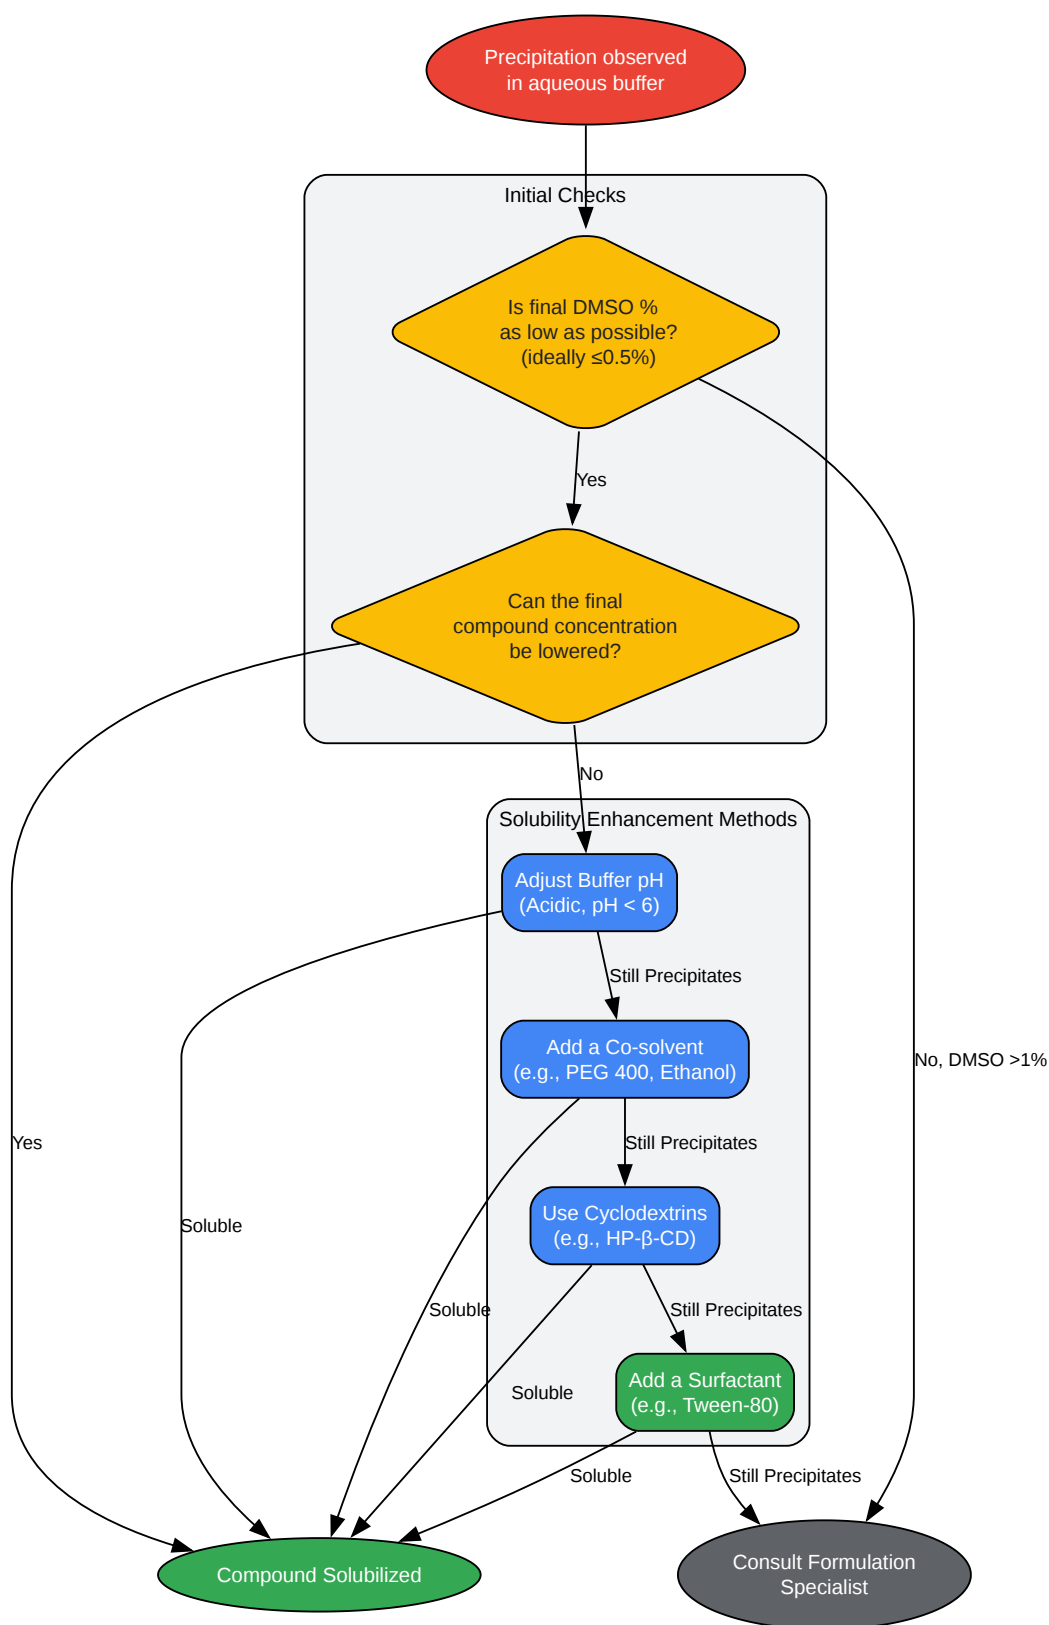 Precipitation observed
in aqueous buffer
Initial Checks
Is final DMSO %
as low as possible?
(ideally ≤0.5%)
Yes
Can the final
compound concentration
be lowered?
No
Solubility Enhancement Methods
Adjust Buffer pH
(Acidic, pH < 6)
Still Precipitates
Add a Co-solvent
(e.g., PEG 400, Ethanol)
No, DMSO >1%
Yes
Still Precipitates
Soluble
Use Cyclodextrins
(e.g., HP-β-CD)
Soluble
Still Precipitates
Soluble
Add a Surfactant
(e.g., Tween-80)
Soluble
Still Precipitates
Compound Solubilized
Consult Formulation
Specialist